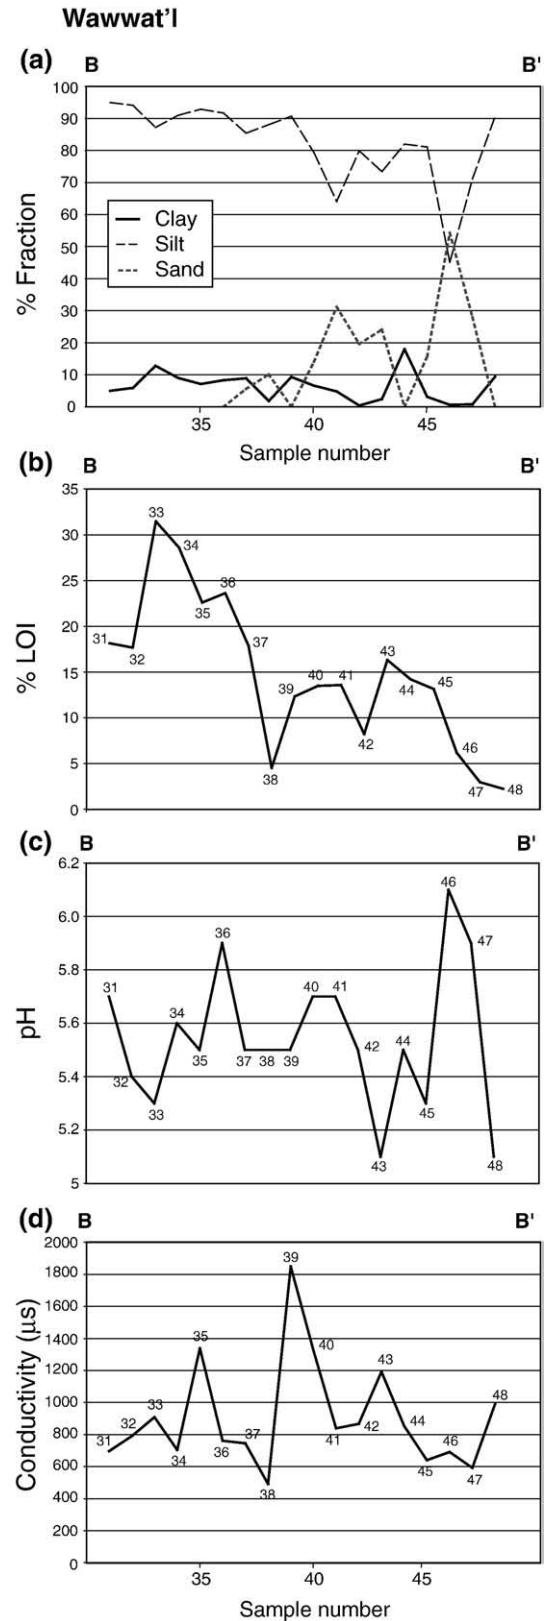 Wawwat'l
(a) B B'
100
90
80
70
60
50
40
30
20
10
0
% Fraction
Clay
Silt
Sand
35 40 45
Sample number
(b) B B'
35
30
25
20
15
10
5
0
% LOI
31 32 33 34 35 36 37 38 39 40 41 42 43 44 45 46 47 48
(c) B B'
6.2
6.0
5.8
5.6
5.4
5.2
5
pH
31 32 33 34 35 36 37 38 39 40 41 42 43 44 45 46 47 48
(d) B B'
2000
1800
1600
1400
1200
1000
800
600
400
200
0
Conductivity (µs)
31 32 33 34 35 36 37 38 39 40 41 42 43 44 45 46 47 48
35 40 45
Sample number